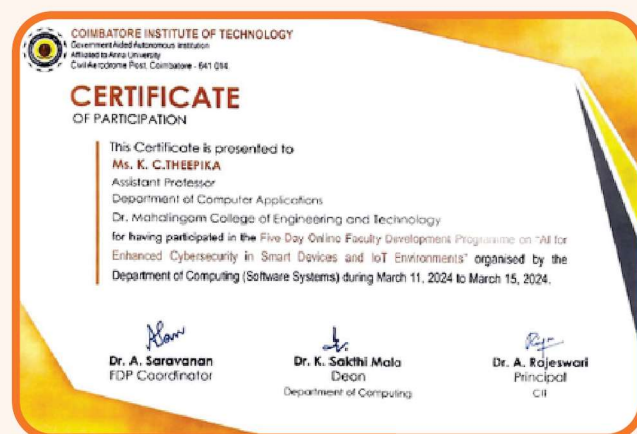 COIMBATORE INSTITUTE OF TECHNOLOGY
Government Aided Autonomous Institution
Affiliated to Anna University
Civil Aerodrome Post, Coimbatore - 641 014
CERTIFICATE
OF PARTICIPATION
This Certificate is presented to
Ms. K. C.THEEPIKA
Assistant Professor
Department of Computer Applications
Dr. Mahalingam College of Engineering and Technology
for having participated in the Five Day Online Faculty Development Programme on "AI for
Enhanced Cybersecurity in Smart Devices and IoT Environments" organised by the
Department of Computing (Software Systems) during March 11, 2024 to March 15, 2024.
Dr. A. Saravanan
FDP Coordinator
Dr. K. Sakthi Mala
Dean
Department of Computing
Dr. A. Rajeswari
Principal
CIT